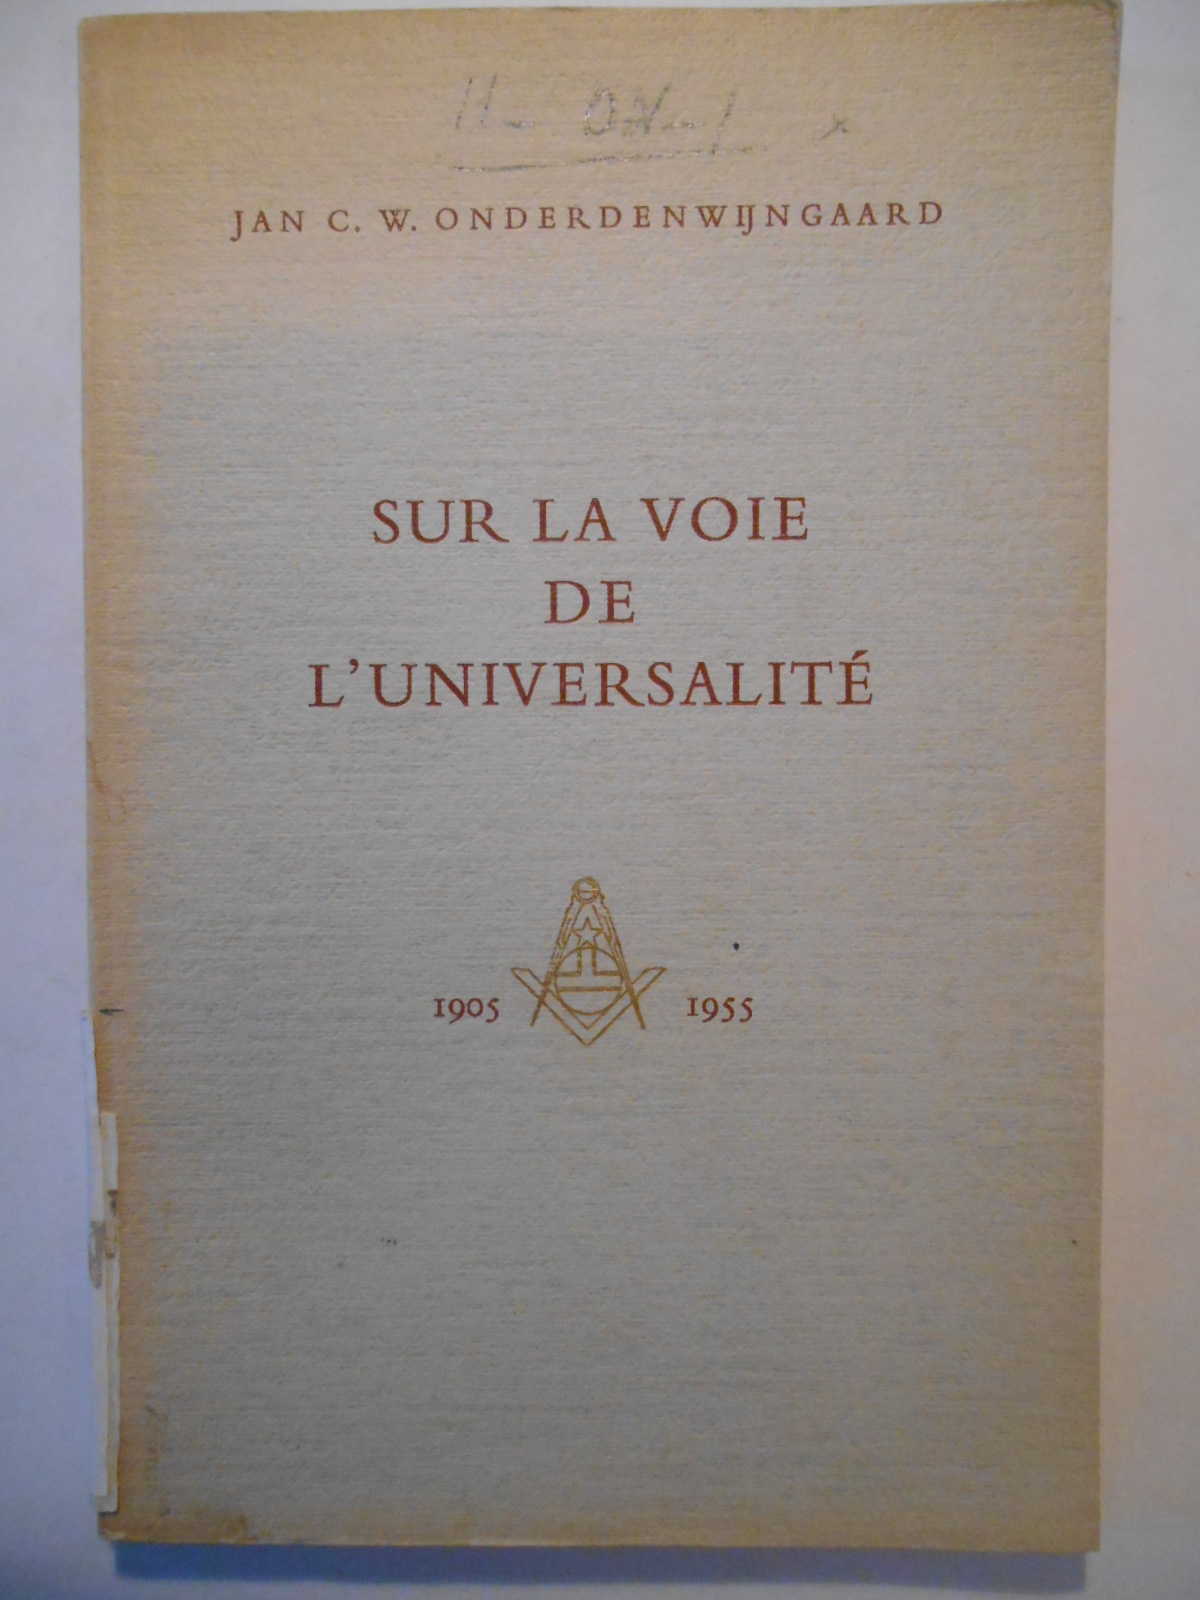 JAN C. W. ONDERDENWIJNGAARD
SUR LA VOIE
DE
L'UNIVERSALITÉ
1905 1955